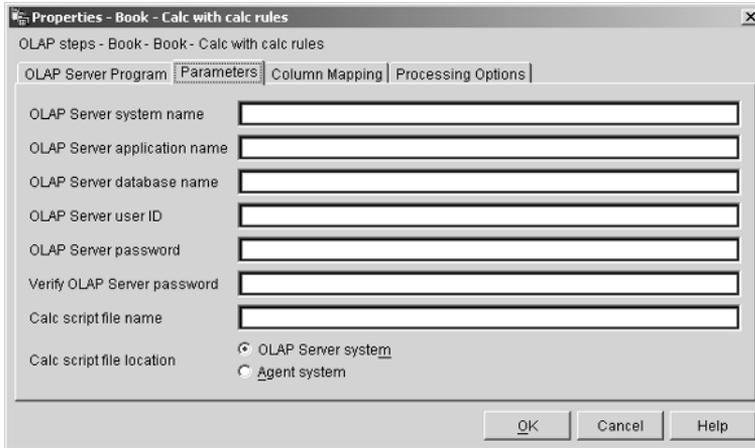 Properties - Book - Calc with calc rules
OLAP steps - Book - Book - Calc with calc rules
OLAP Server Program Parameters Column Mapping Processing Options
OLAP Server system name
OLAP Server application name
OLAP Server database name
OLAP Server user ID
OLAP Server password
Verify OLAP Server password
Calc script file name
Calc script file location
OLAP Server system
Agent system
OK Cancel Help